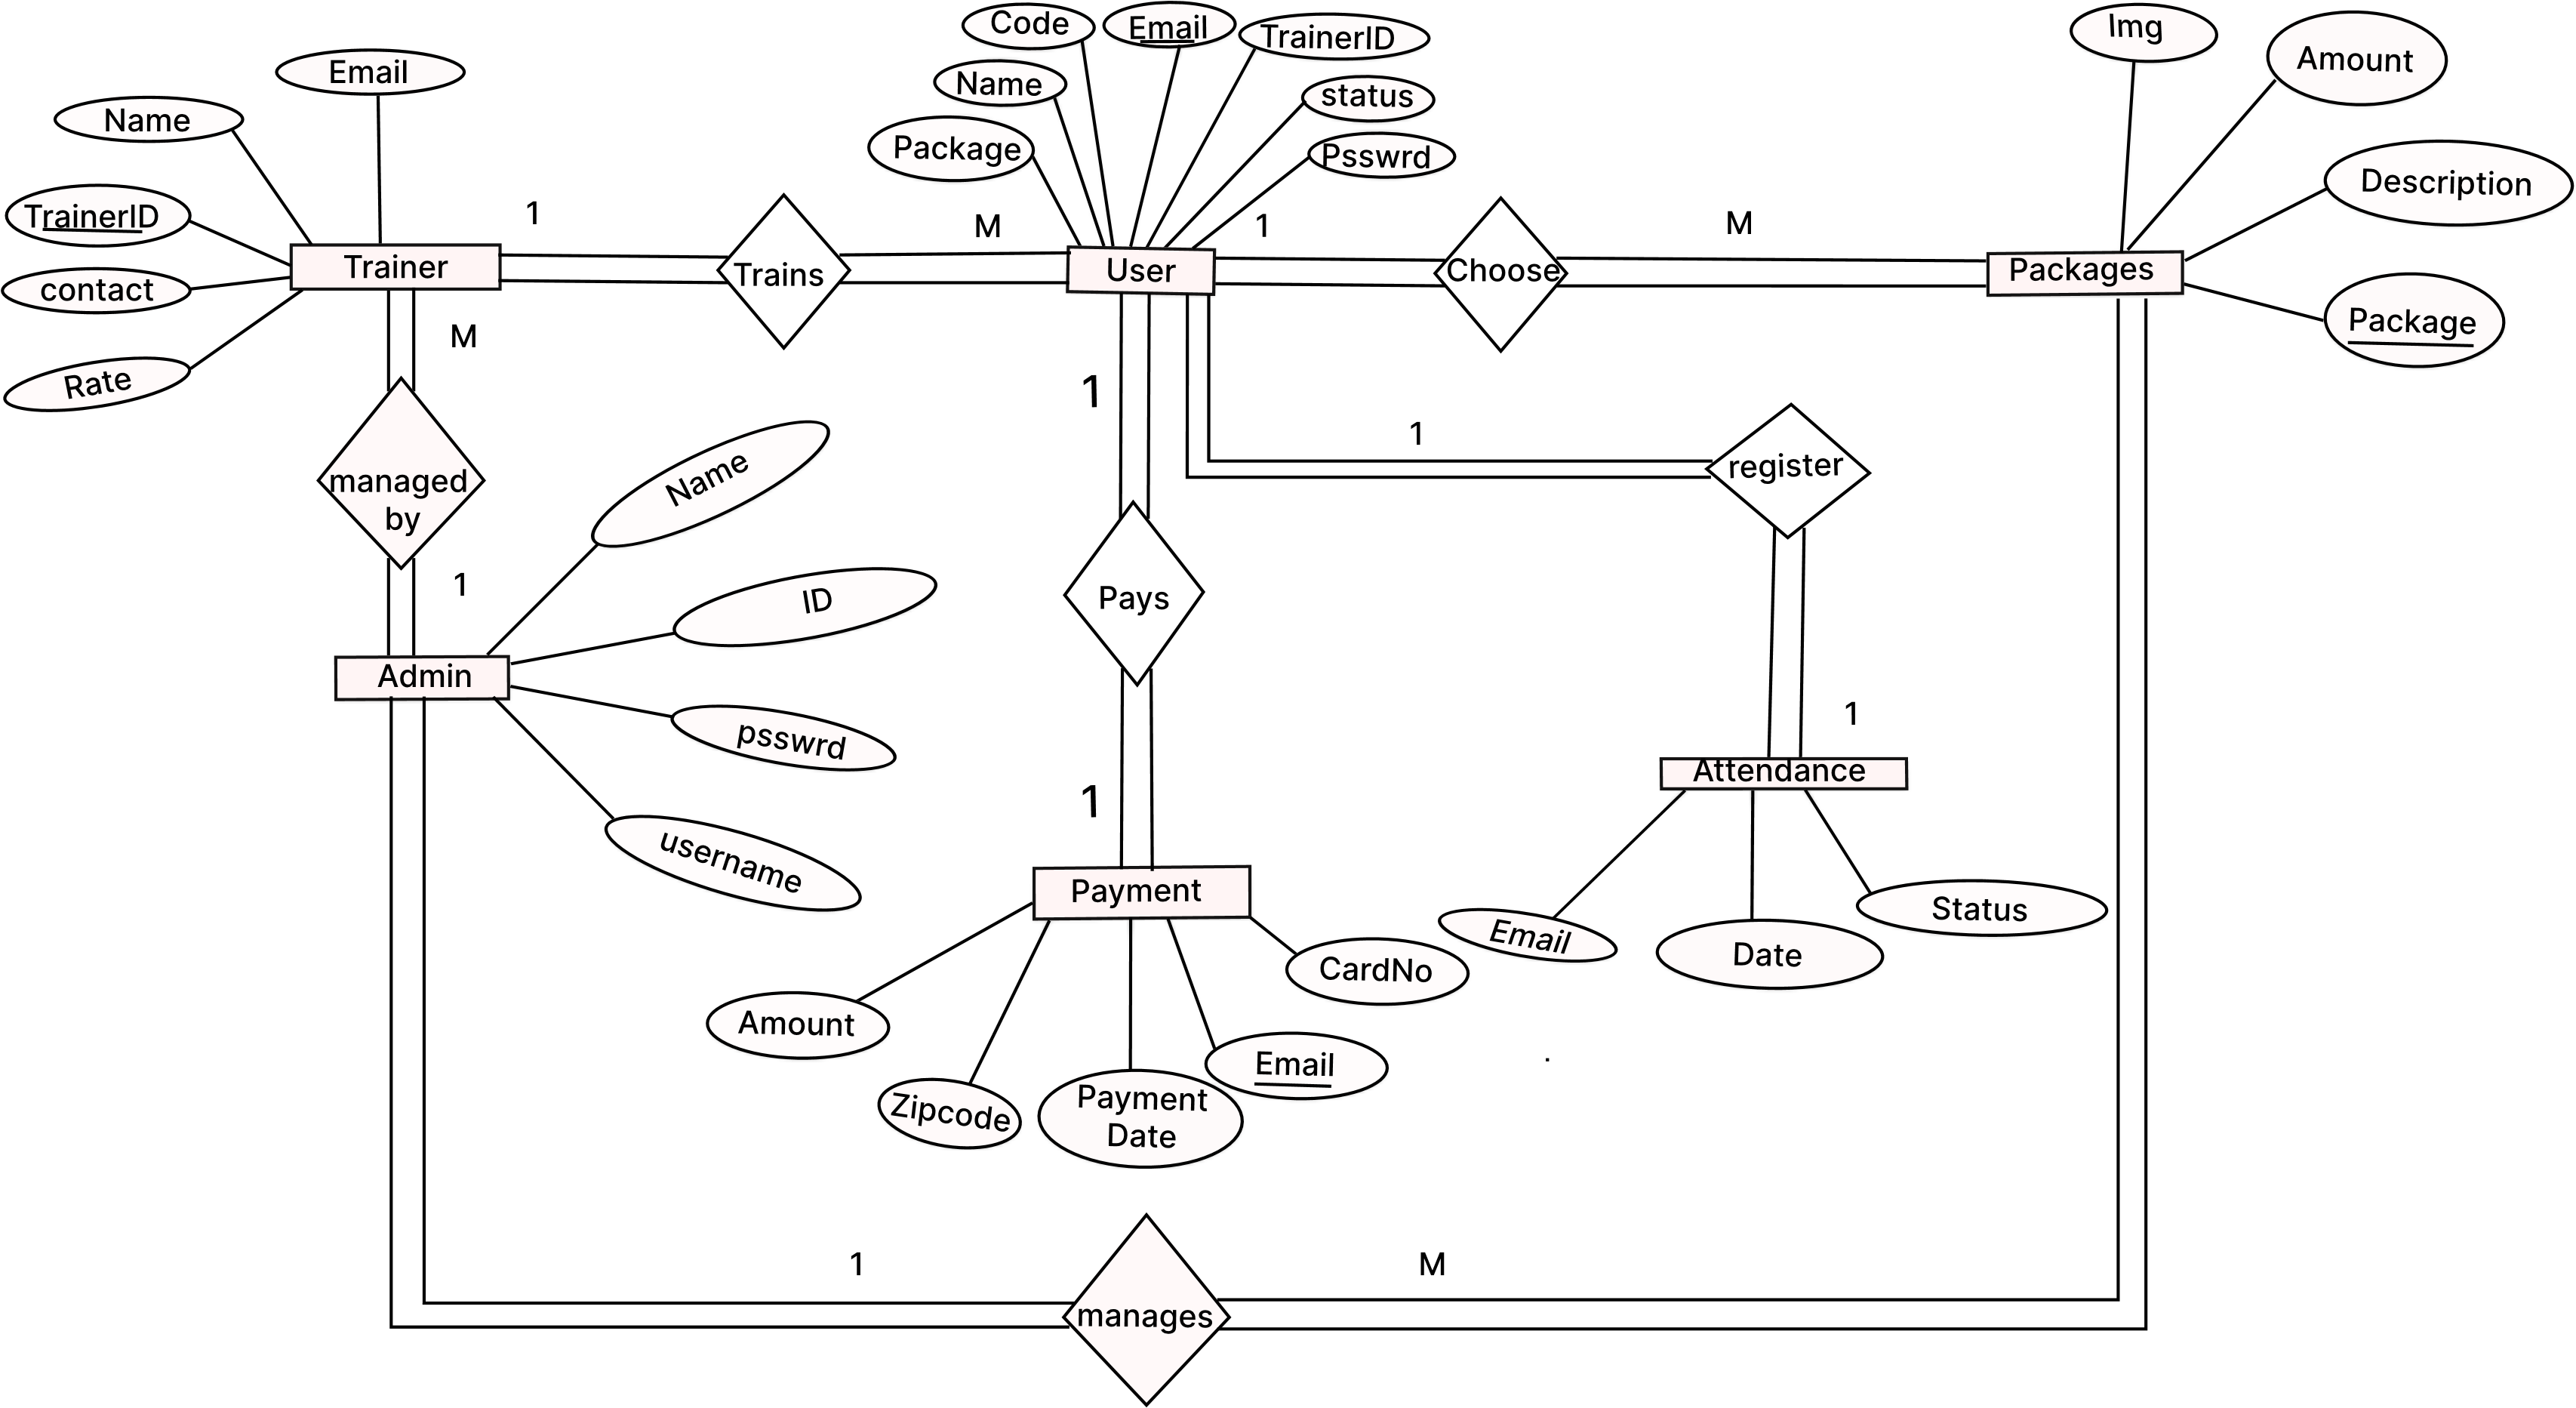 Code
Email
TrainerID
Img
Amount
Email
Name
status
Name
Package
Psswrd
Description
TrainerID
1
M
1
M
Trainer
Trains
User
Choose
Packages
contact
Package
M
Rate
1
1
Name
register
managed
by
1
ID
Pays
Admin
psswrd
1
Attendance
1
username
Payment
Status
Email
Date
CardNo
Amount
Email
Zipcode
Payment
Date
1
M
manages